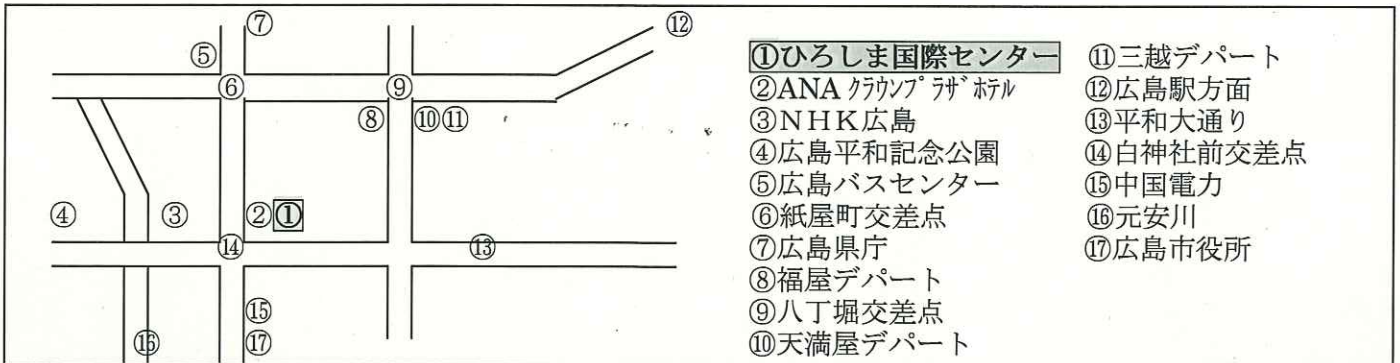 ⑦
⑫
⑤
⑥
⑨
⑧
⑩⑪
④
③
②①
⑭
⑬
⑮
⑯
⑰
①ひろしま国際センター
②ANA クラウンプラザホテル
③NHK広島
④広島平和記念公園
⑤広島バスセンター
⑥紙屋町交差点
⑦広島県庁
⑧福屋デパート
⑨八丁堀交差点
⑩天満屋デパート
⑪三越デパート
⑫広島駅方面
⑬平和大通り
⑭白神社前交差点
⑮中国電力
⑯元安川
⑰広島市役所